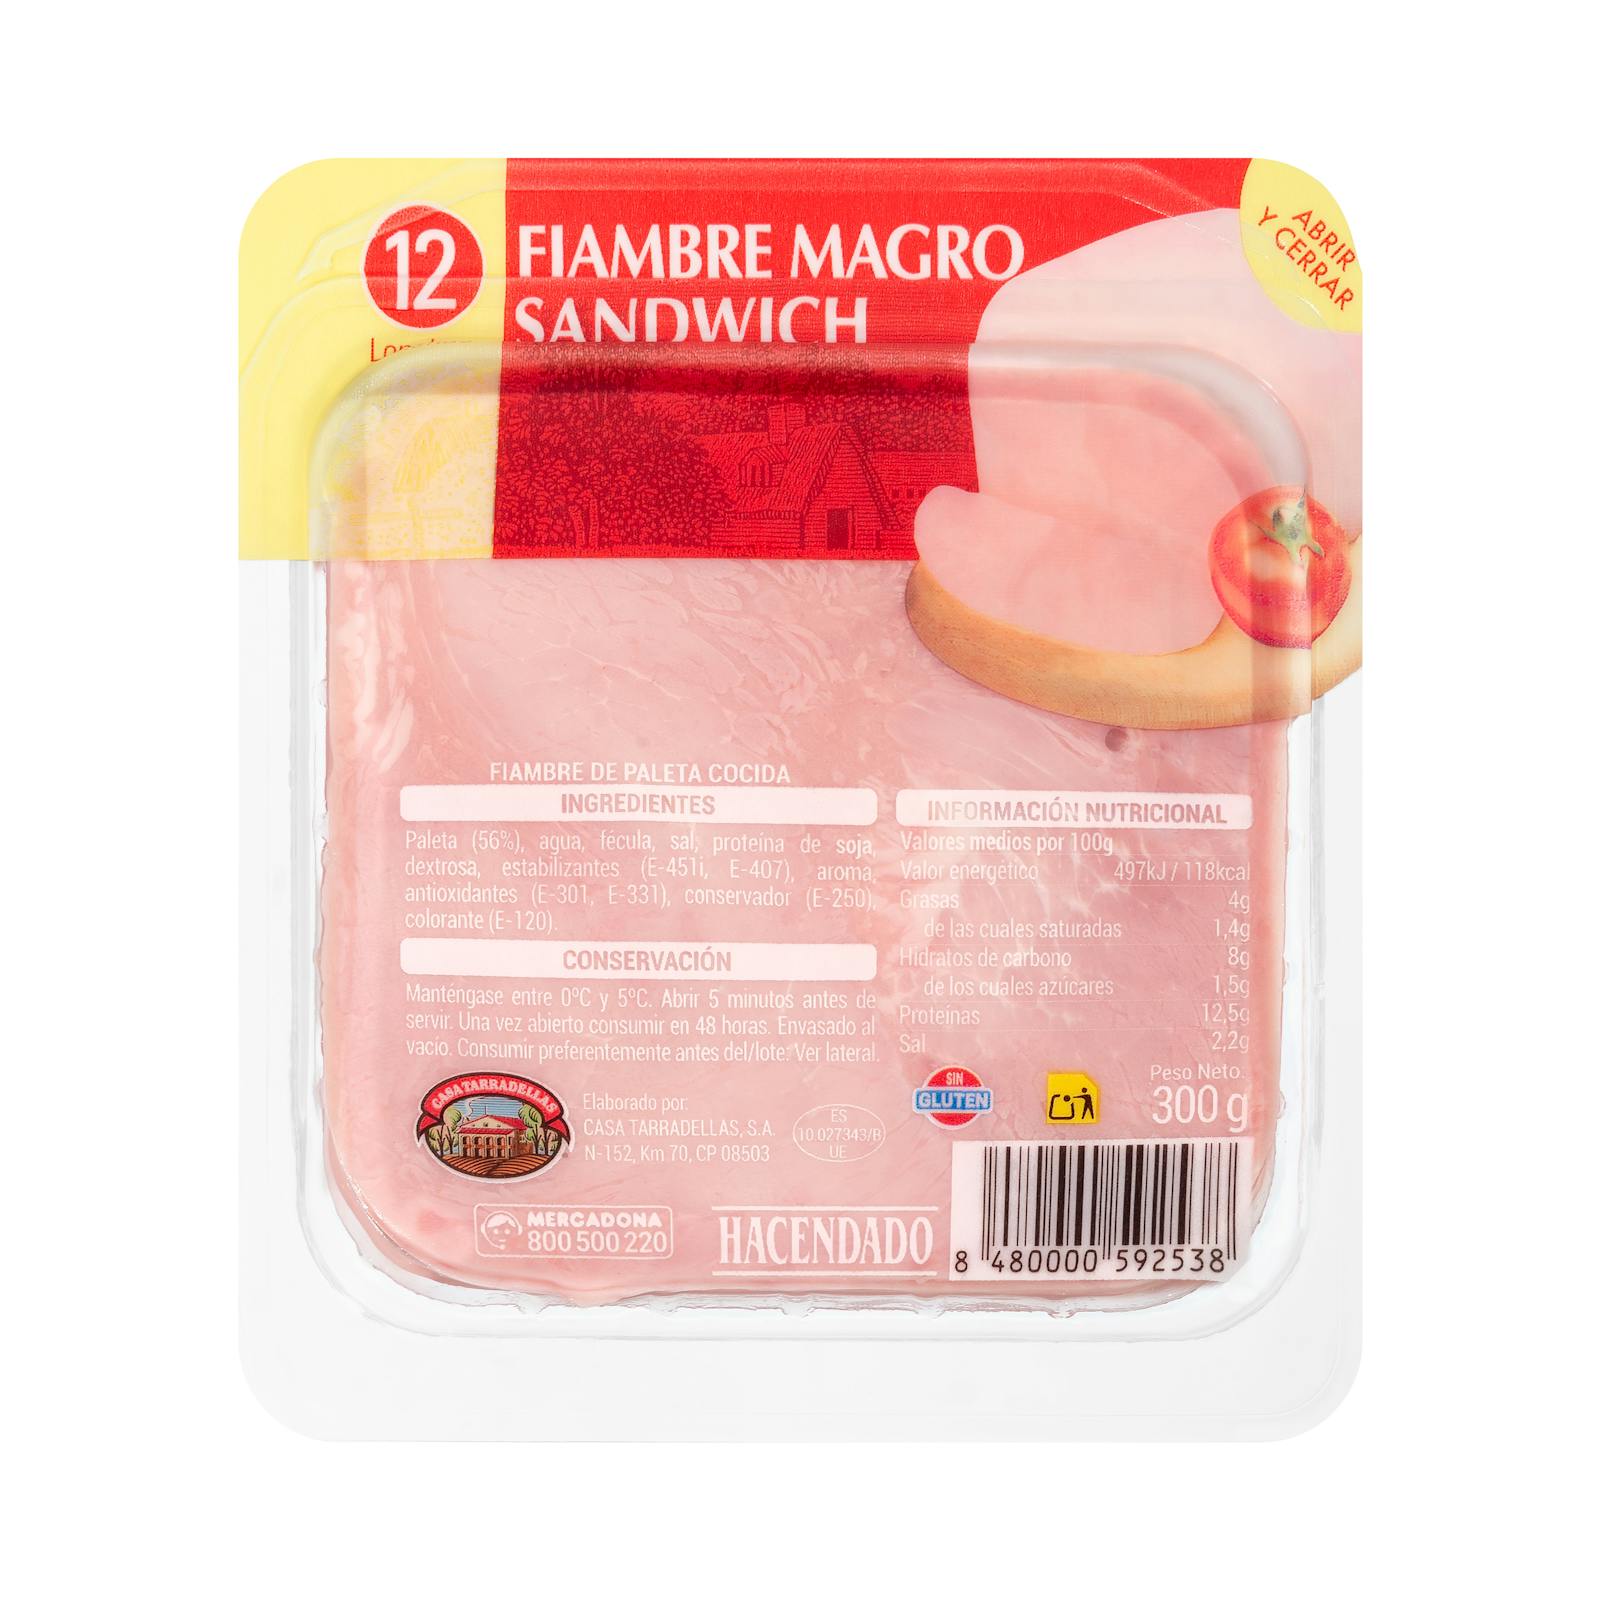 12
FIAMBRE MAGRO
SANDWICH
ABRIR
Y CERRAR
FIAMBRE DE PALETA COCIDA
INGREDIENTES
Paleta (56%), agua, fécula, sal, proteína de soja,
dextrosa, estabilizantes (E-451i, E-407), aroma,
antioxidantes (E-301, E-331), conservador (E-250),
colorante (E-120).
CONSERVACIÓN
Manténgase entre 0ºC y 5ºC. Abrir 5 minutos antes de
servir. Una vez abierto consumir en 48 horas. Envasado al
vacío. Consumir preferentemente antes del/lote: Ver lateral.
INFORMACIÓN NUTRICIONAL
Valores medios por 100g
Valor energético 497kJ / 118kcal
Grasas 4g
de las cuales saturadas 1,4g
Hidratos de carbono 8g
de los cuales azúcares 1,5g
Proteínas 12,5g
Sal 2,2g
CASA TARRADELLAS
Elaborado por:
CASA TARRADELLAS, S.A.
N-152, Km 70, CP 08503
ES
10.027343/B
UE
SIN
GLUTEN
Peso Neto:
300 g
MERCADONA
800 500 220
HACENDADO
8 480000 592538